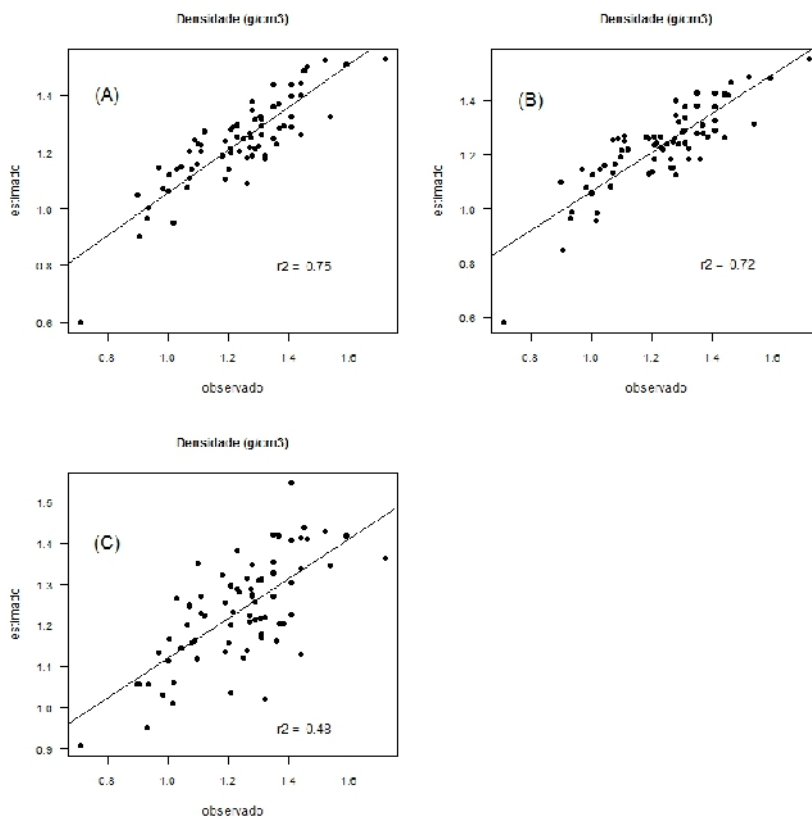 Densidade (g/cm3)
(A)
estimado
1.4
1.2
1.0
0.8
0.6
r2 = 0.75
0.8 1.0 1.2 1.4 1.6
observado
Densidade (g/cm3)
(B)
estimado
1.4
1.2
1.0
0.8
0.6
r2 = 0.72
0.8 1.0 1.2 1.4 1.6
observado
Densidade (g/cm3)
(C)
estimado
1.5
1.4
1.3
1.2
1.1
1.0
0.9
r2 = 0.48
0.8 1.0 1.2 1.4 1.6
observado